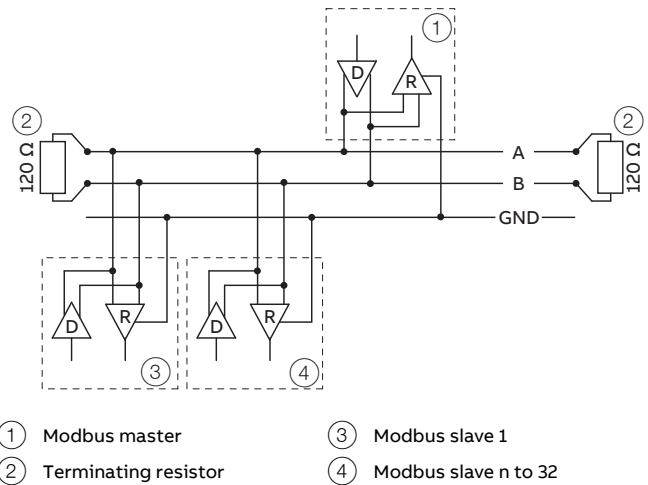 1
D
R
2
2
120 Ω
120 Ω
A
B
GND
D
R
D
R
3
4
1 Modbus master
3 Modbus slave 1
2 Terminating resistor
4 Modbus slave n to 32